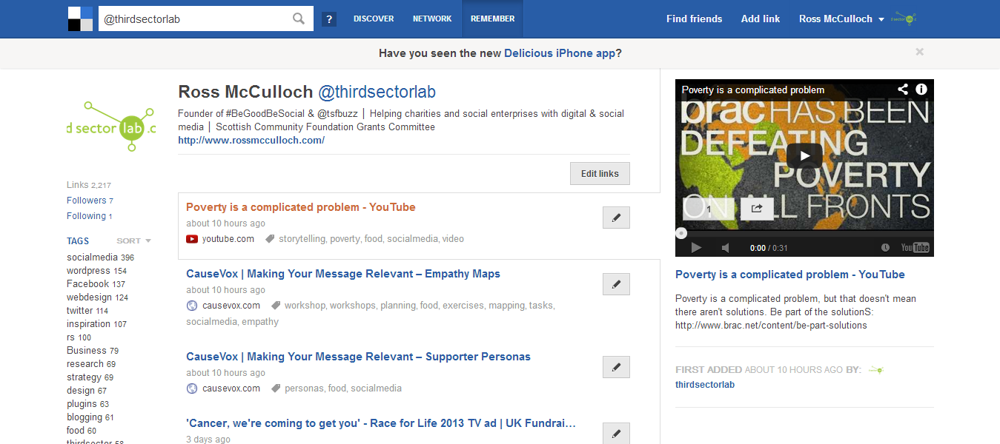 @thirdsectorlab
?
DISCOVER
NETWORK
REMEMBER
Find friends
Add link
Ross McCulloch
sector lab
Have you seen the new Delicious iPhone app?
d sector lab .c
Links 2,217
Followers 7
Following 1
TAGS
SORT
socialmedia 396
wordpress 154
Facebook 137
webdesign 124
twitter 114
inspiration 107
rs 100
Business 79
research 69
strategy 69
design 67
plugins 63
blogging 61
food 60
thirdsector 58
Ross McCulloch @thirdsectorlab
Founder of #BeGoodBeSocial & @tsfbuzz │ Helping charities and social enterprises with digital & social
media │ Scottish Community Foundation Grants Committee
http://www.rossmcculloch.com/
Edit links
Poverty is a complicated problem - YouTube
about 10 hours ago
youtube.com
storytelling, poverty, food, socialmedia, video
CauseVox | Making Your Message Relevant – Empathy Maps
about 10 hours ago
causevox.com
workshop, workshops, planning, food, exercises, mapping, tasks,
socialmedia, empathy
CauseVox | Making Your Message Relevant – Supporter Personas
about 10 hours ago
causevox.com
personas, food, socialmedia
'Cancer, we're coming to get you' - Race for Life 2013 TV ad | UK Fundrai…
3 days ago
Poverty is a complicated problem
brac HAS BEEN
DEFEATING
POVERTY
ON ALL FRONTS
1
0:00 / 0:31
YouTube
Poverty is a complicated problem - YouTube
Poverty is a complicated problem, but that doesn't mean
there aren't solutions. Be part of the solutionS:
http://www.brac.net/content/be-part-solutions
FIRST ADDED ABOUT 10 HOURS AGO BY:
thirdsectorlab